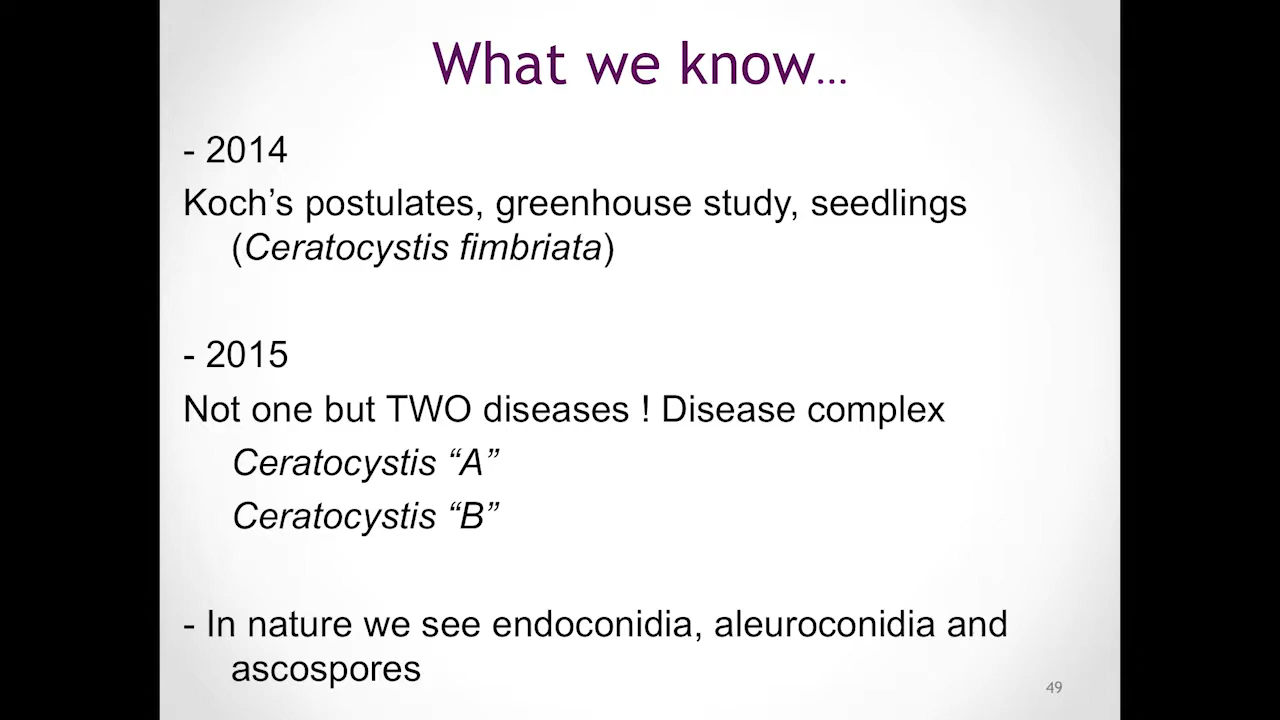 What we know...
- 2014
Koch’s postulates, greenhouse study, seedlings
(Ceratocystis fimbriata)
- 2015
Not one but TWO diseases ! Disease complex
Ceratocystis “A”
Ceratocystis “B”
- In nature we see endoconidia, aleuroconidia and
ascospores
49